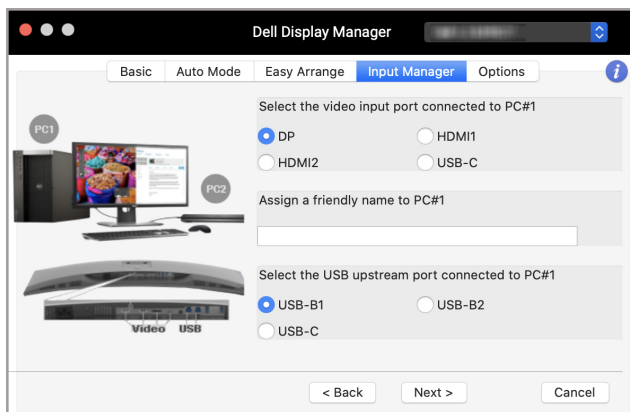 Dell Display Manager
Basic Auto Mode Easy Arrange Input Manager Options
i
Select the video input port connected to PC#1
DP HDMI1
HDMI2 USB-C
PC1
PC2
Assign a friendly name to PC#1
Select the USB upstream port connected to PC#1
USB-B1 USB-B2
USB-C
Video USB
< Back Next > Cancel